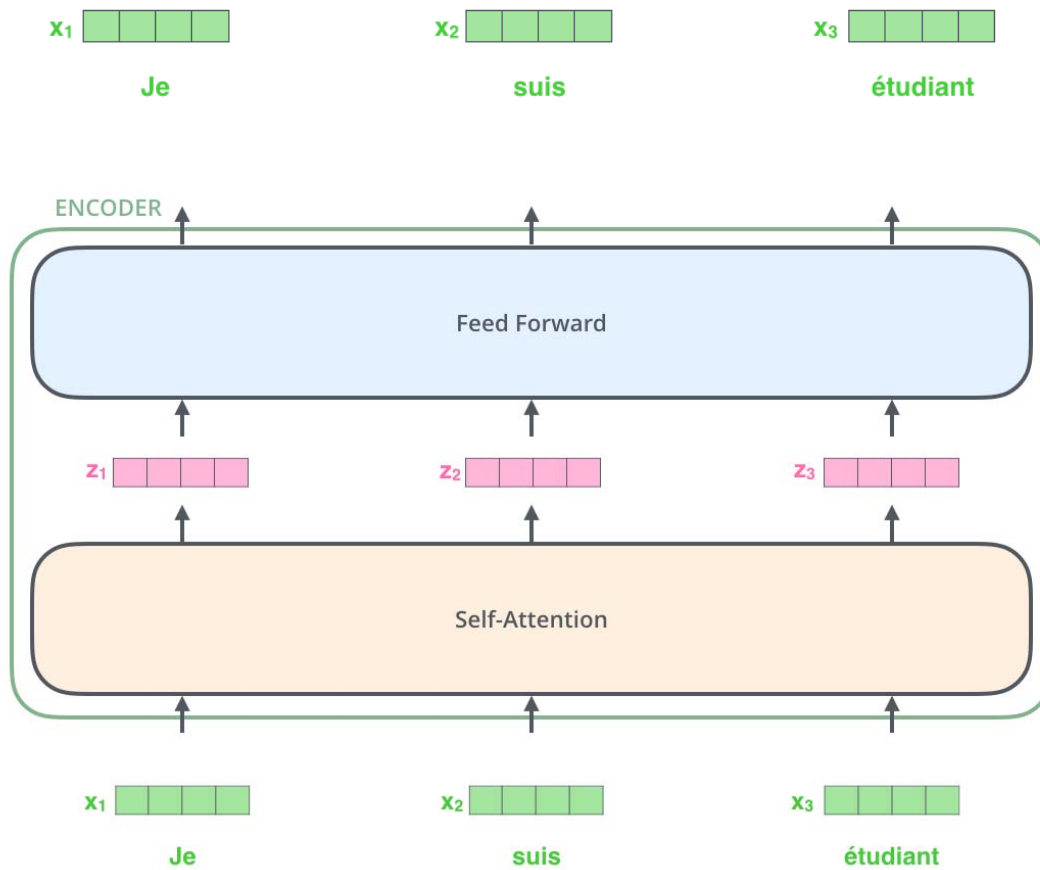 x₁ x₂ x₃
Je suis étudiant
ENCODER
Feed Forward
z₁ z₂ z₃
Self-Attention
x₁ x₂ x₃
Je suis étudiant